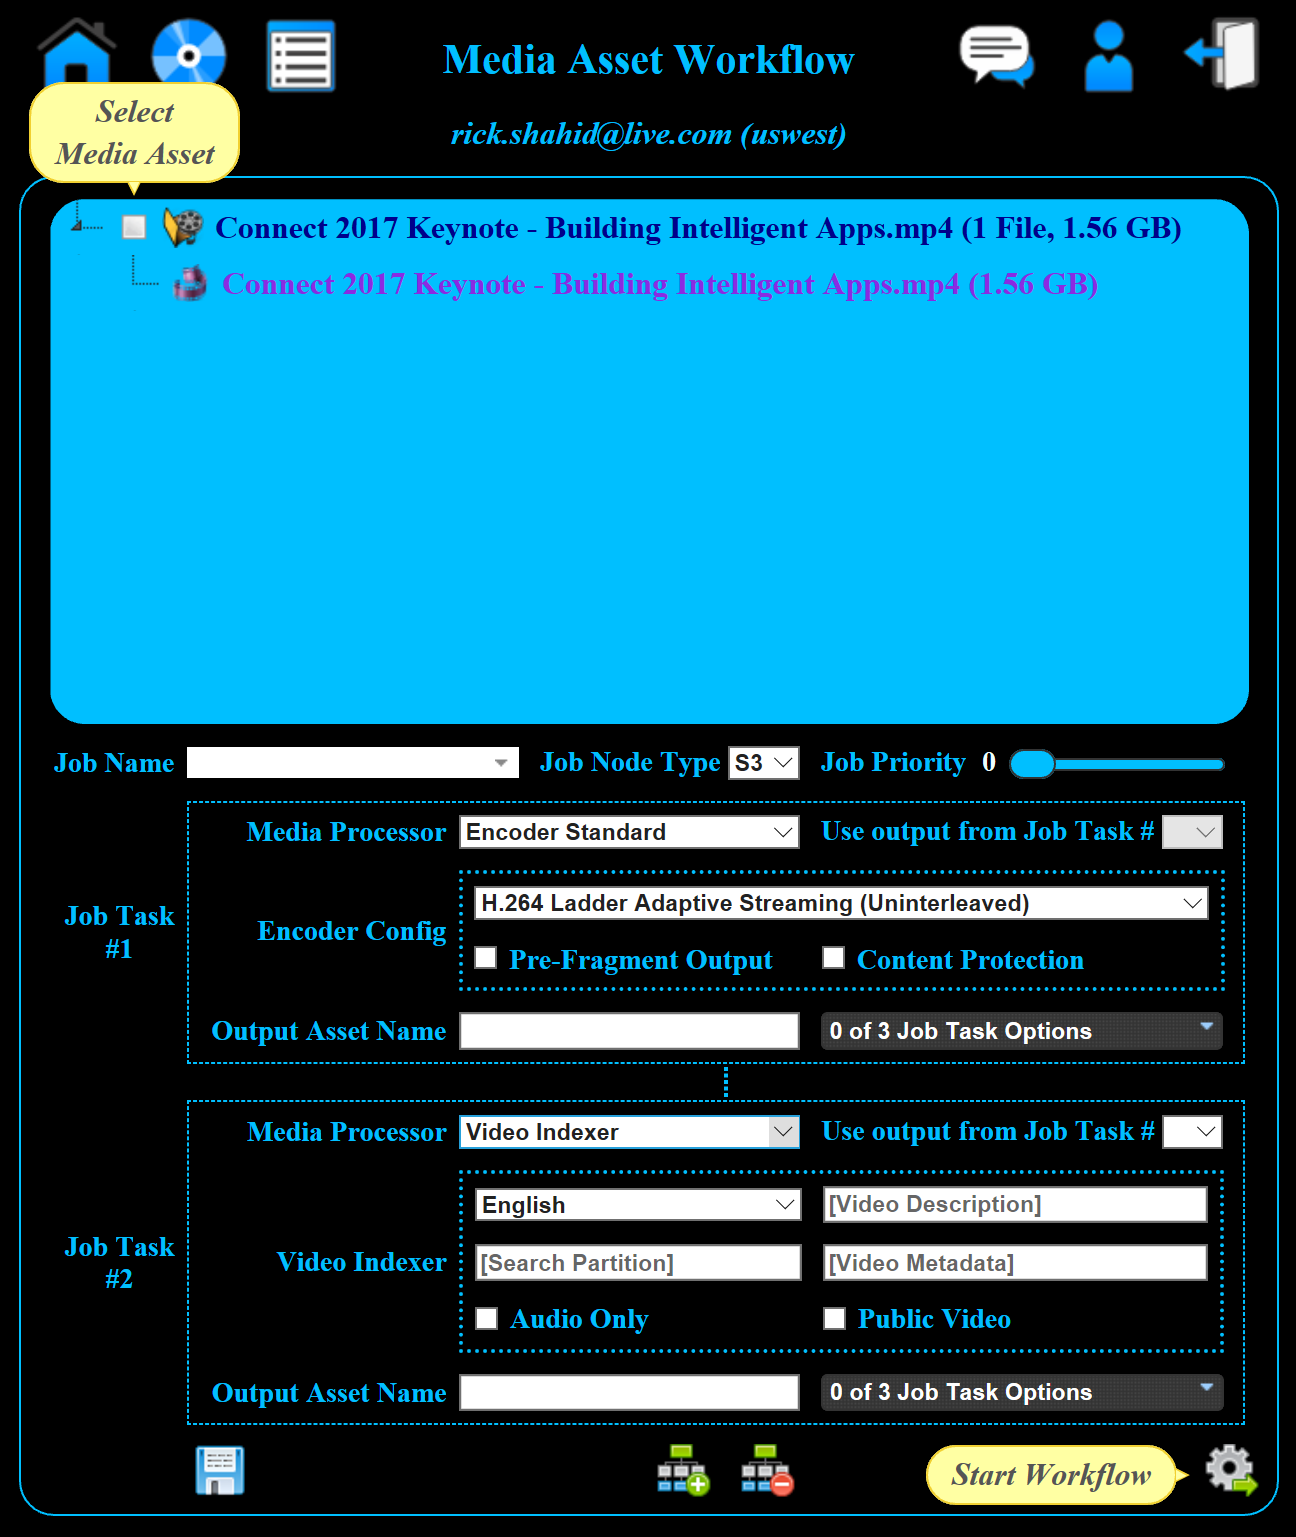 Media Asset Workflow
Select
Media Asset
rick.shahid@live.com (uswest)
Connect 2017 Keynote - Building Intelligent Apps.mp4 (1 File, 1.56 GB)
Connect 2017 Keynote - Building Intelligent Apps.mp4 (1.56 GB)
Job Name Job Node Type S3 Job Priority 0
Media Processor Encoder Standard Use output from Job Task #
Job Task
#1
Encoder Config
H.264 Ladder Adaptive Streaming (Uninterleaved)
Pre-Fragment Output Content Protection
Output Asset Name 0 of 3 Job Task Options
Media Processor Video Indexer Use output from Job Task #
Job Task
#2
Video Indexer
English [Video Description]
[Search Partition] [Video Metadata]
Audio Only Public Video
Output Asset Name 0 of 3 Job Task Options
Start Workflow